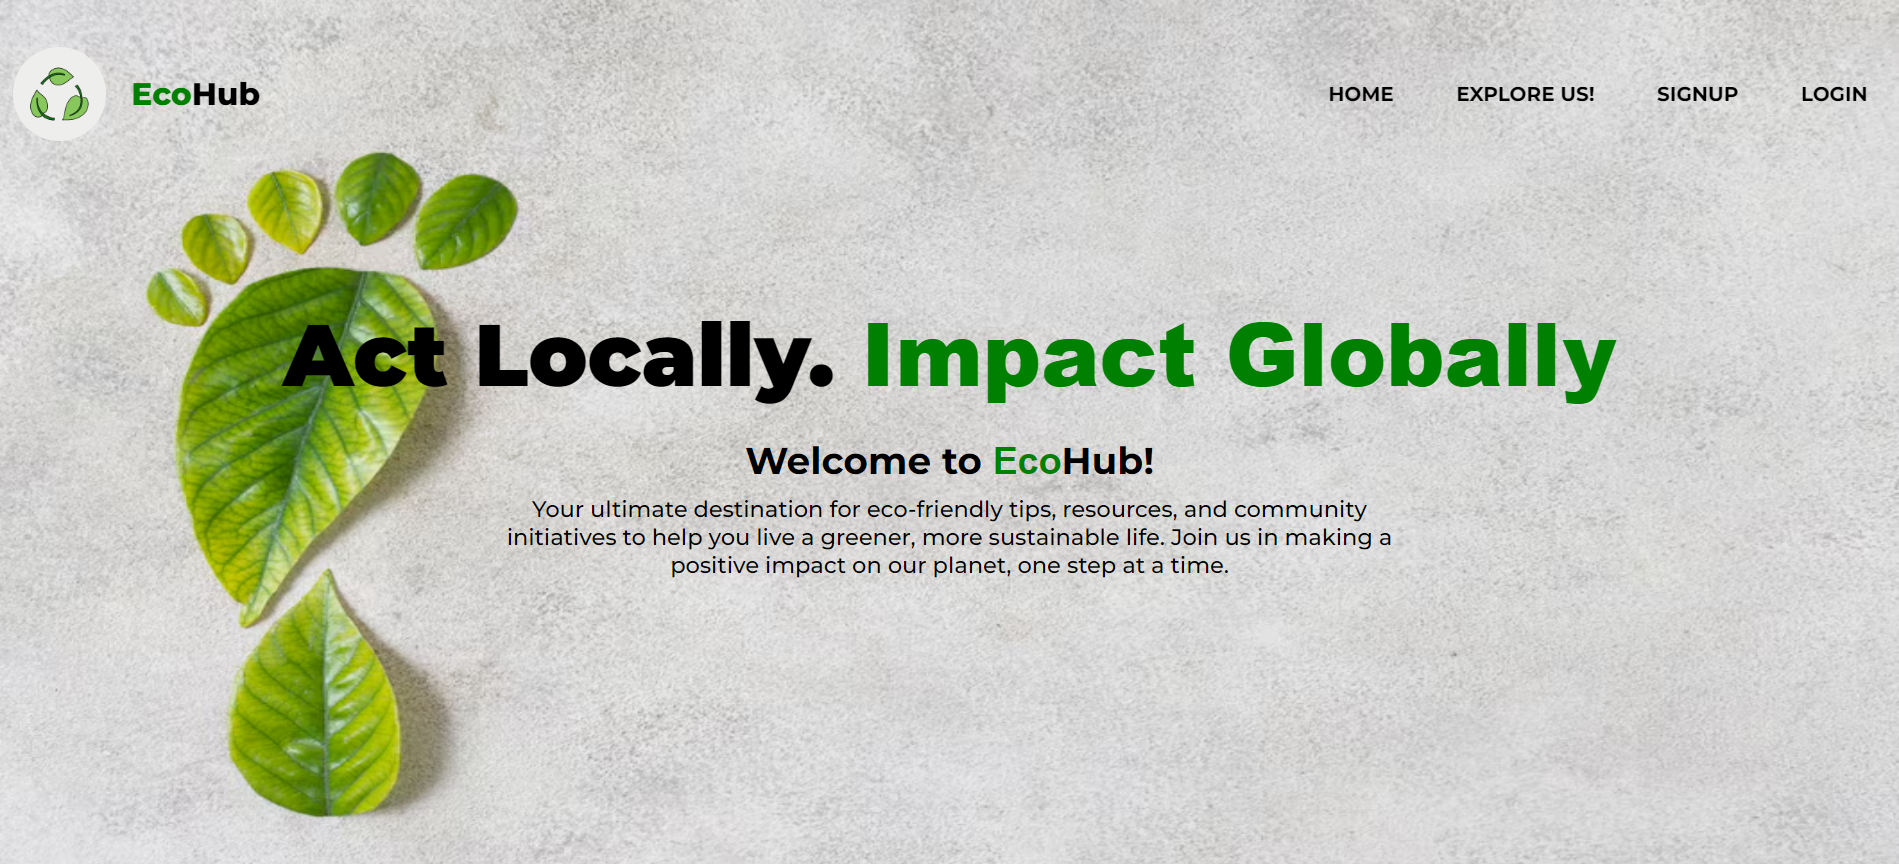 EcoHub
HOME
EXPLORE US!
SIGNUP
LOGIN
Act Locally. Impact Globally
Welcome to EcoHub!
Your ultimate destination for eco-friendly tips, resources, and community
initiatives to help you live a greener, more sustainable life. Join us in making a
positive impact on our planet, one step at a time.